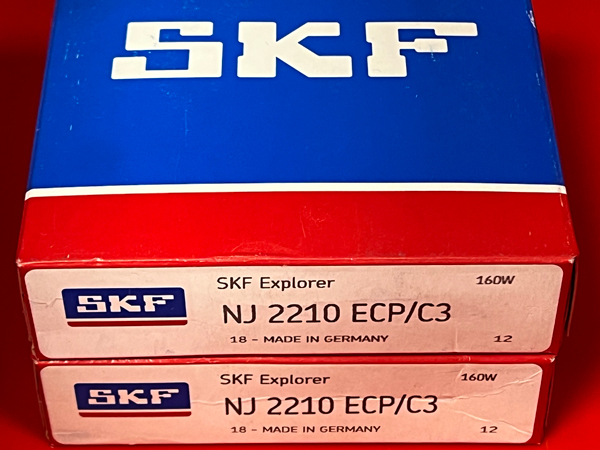 SKF
SKF
SKF Explorer
160W
NJ 2210 ECP/C3
18 - MADE IN GERMANY
12
SKF
SKF Explorer
160W
NJ 2210 ECP/C3
18 - MADE IN GERMANY
12